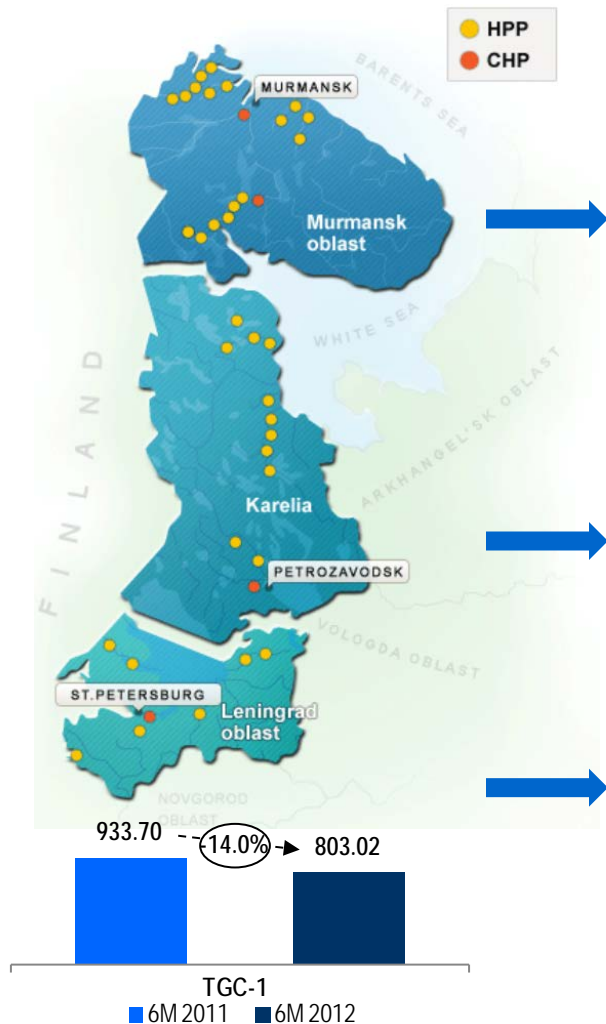 HPP
CHP
BARENTS SEA
MURMANSK
Murmansk
oblast
WHITE SEA
FINLAND
ARKHANGEL'SK OBLAST
Karelia
PETROZAVODSK
VOLOGDA OBLAST
ST.PETERSBURG
Leningrad
oblast
NOVGOROD
OBLAST
933.70
-14.0%
803.02
TGC-1
6M 2011
6M 2012